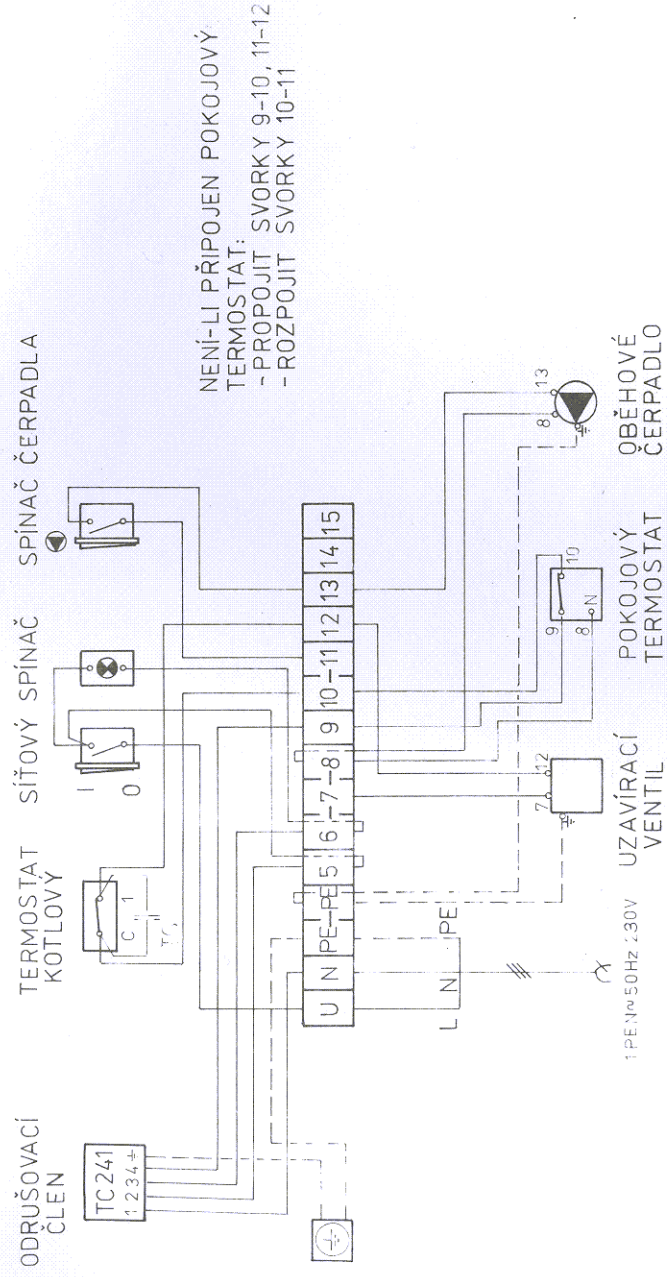 ODRUŠOVACÍ
ČLEN
TERMOSTAT
KOTLOVÝ
SÍŤOVÝ SPÍNAČ
SPÍNAČ ČERPADLA
TC241
1 2 3 4
C 1
I
O
NENÍ-LI PŘIPOJEN POKOJOVÝ
TERMOSTAT:
-PROPOJIT SVORKY 9-10, 11-12
-ROZPOJIT SVORKY 10-11
U N PE-PE 5 6-7-8 9 10-11 12 13 14 15
L N PE
7 12
9 10
8 N
8 13
1PEN~50Hz 230V
UZAVÍRACÍ
VENTIL
POKOJOVÝ
TERMOSTAT
OBĚHOVÉ
ČERPADLO